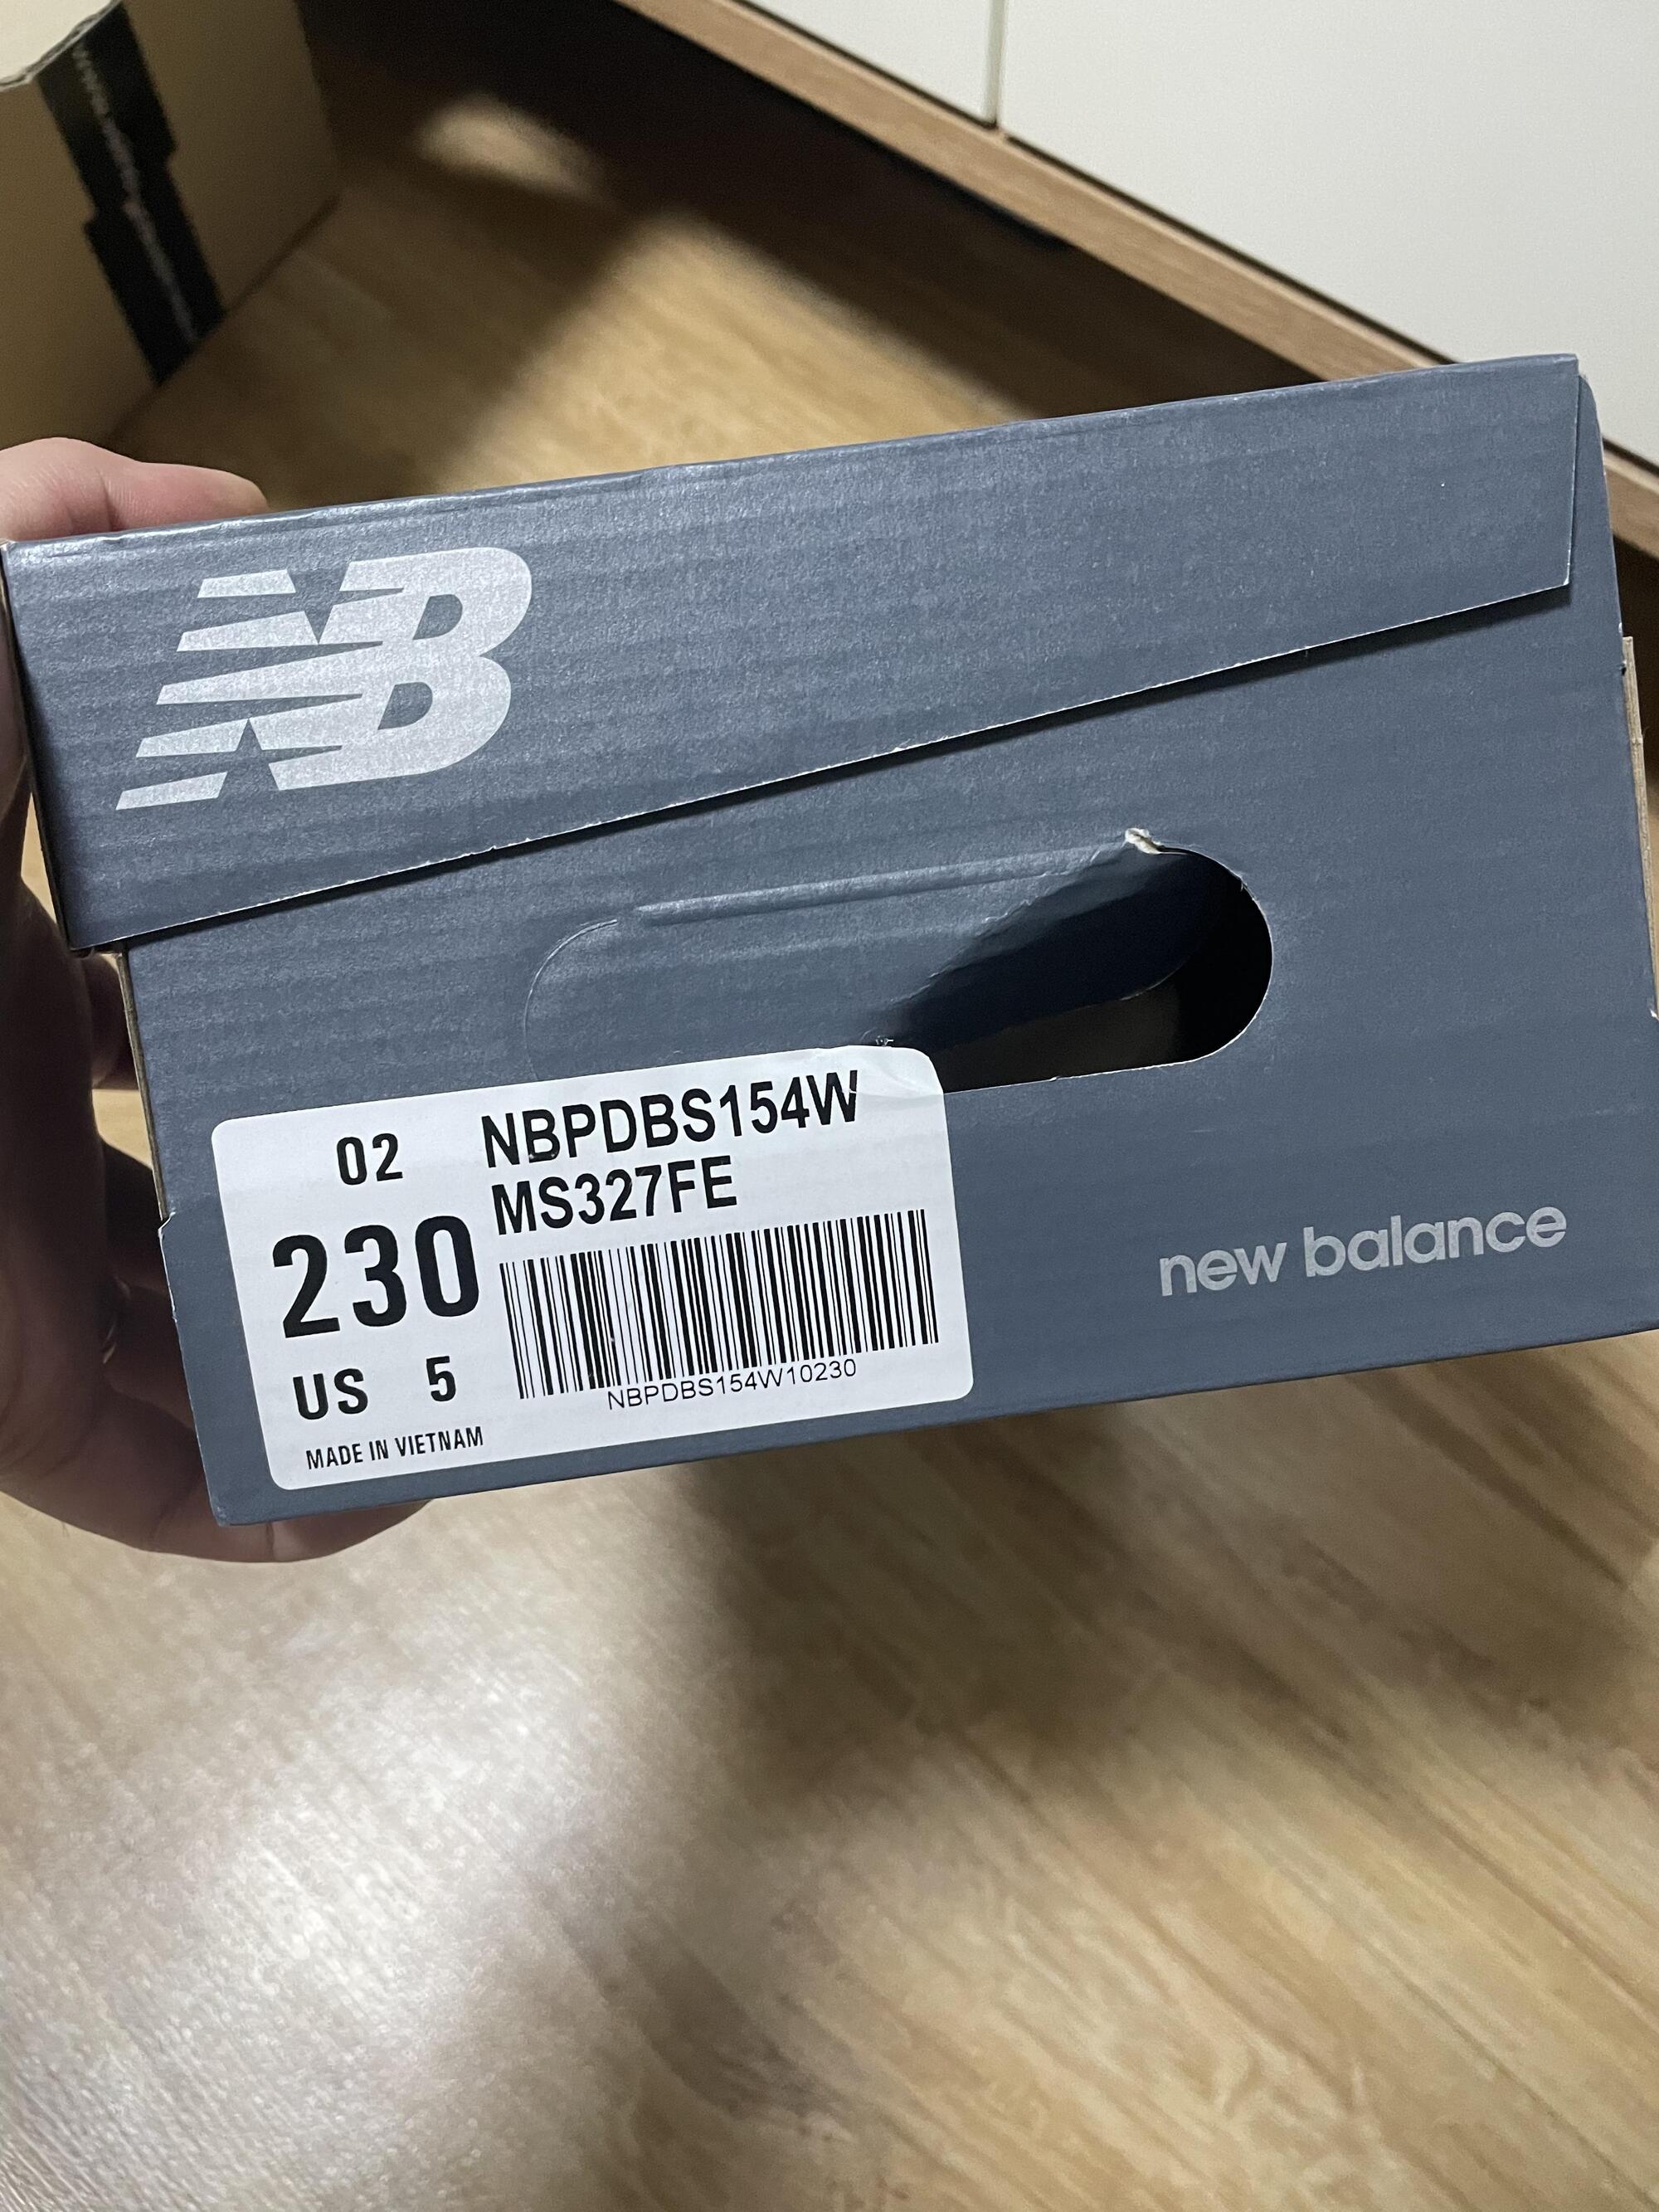 NB
02
NBPDBS154W
MS327FE
230
US 5
NBPDBS154W10230
MADE IN VIETNAM
new balance